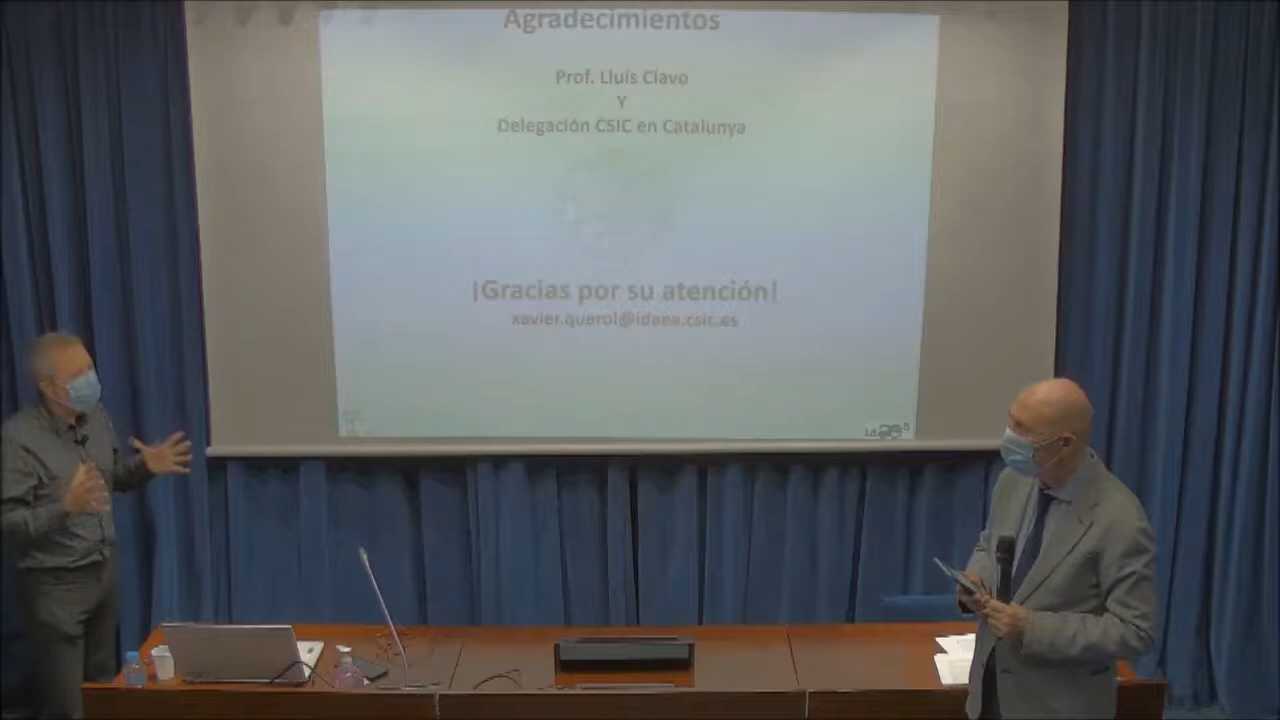 Agradecimientos
Prof. Lluís Clavo
Y
Delegación CSIC en Catalunya
¡Gracias por su atención!
xavier.querol@idaea.csic.es